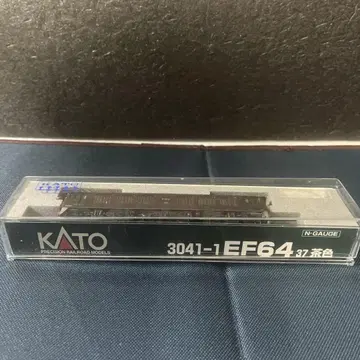 N-GAUGE
KATO
PRECISION RAILROAD MODELS
3041-1 EF64 37 茶色